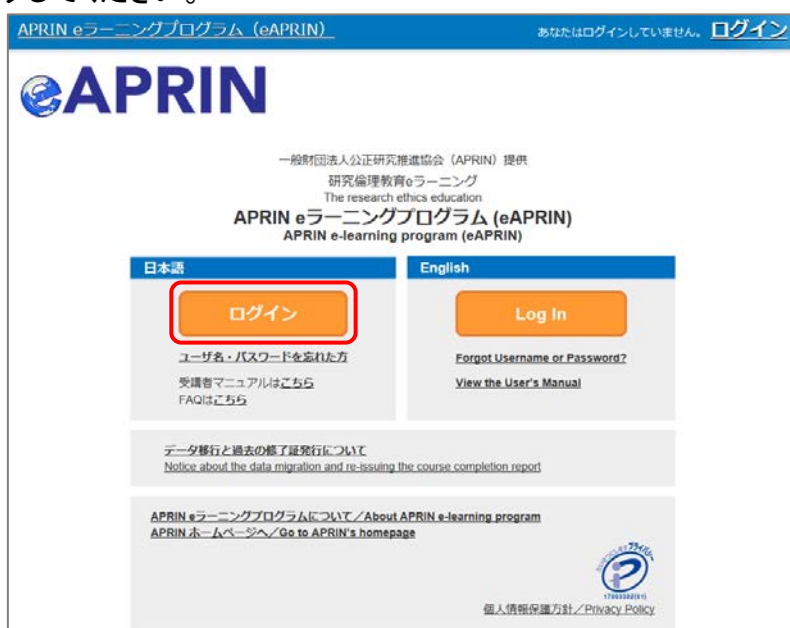 してください。
APRIN eラーニングプログラム（eAPRIN）
あなたはログインしていません。 ログイン
eAPRIN
一般財団法人公正研究推進協会（APRIN）提供
研究倫理教育eラーニング
The research ethics education
APRIN eラーニングプログラム (eAPRIN)
APRIN e-learning program (eAPRIN)
日本語
ログイン
ユーザ名・パスワードを忘れた方
受講者マニュアルはこちら
FAQはこちら
English
Log In
Forgot Username or Password?
View the User's Manual
データ移行と過去の修了証発行について
Notice about the data migration and re-issuing the course completion report
APRIN eラーニングプログラムについて／About APRIN e-learning program
APRIN ホームページへ／Go to APRIN's homepage
個人情報保護方針／Privacy Policy